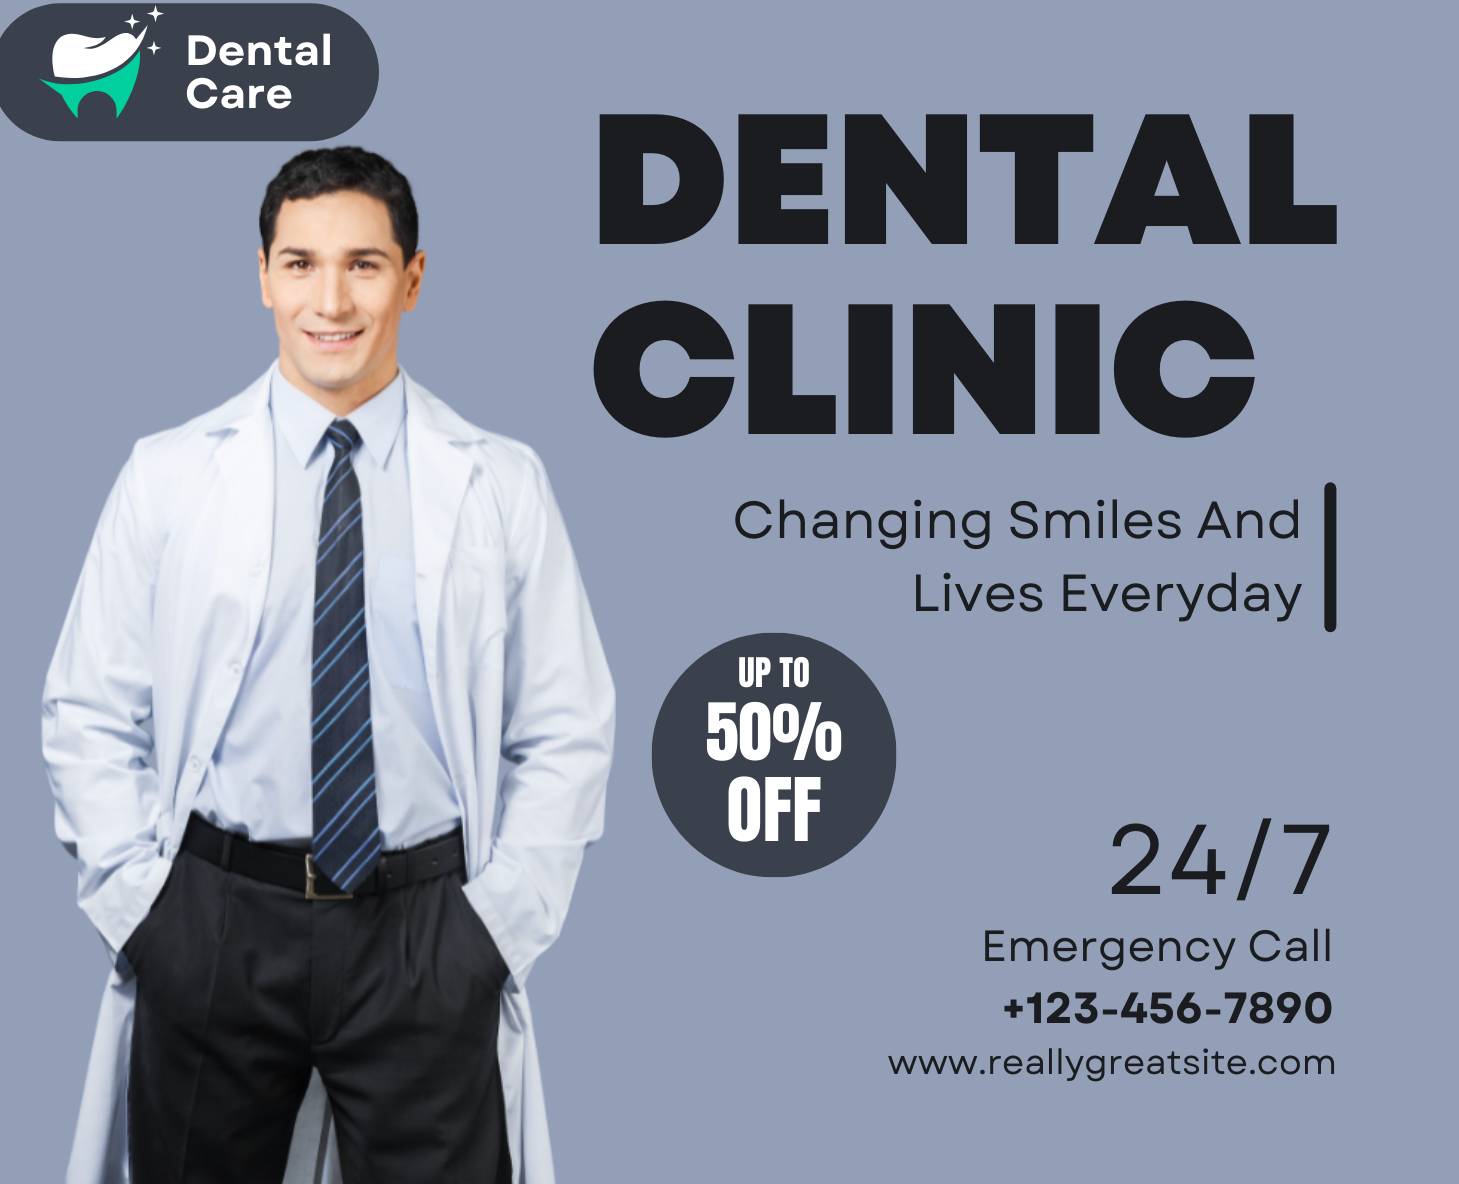 Dental
Care
DENTAL
CLINIC
Changing Smiles And
Lives Everyday
UP TO
50%
OFF
24/7
Emergency Call
+123-456-7890
www.reallygreatsite.com